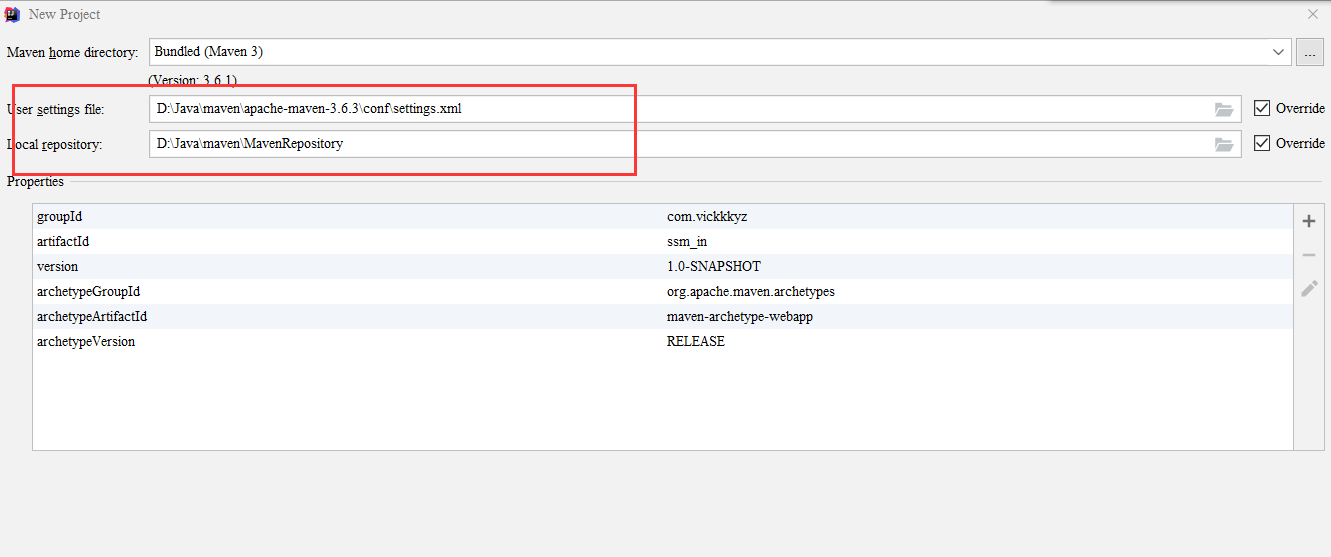 New Project
Maven home directory: Bundled (Maven 3) ...
(Version: 3.6.1)
User settings file: D:\Java\maven\apache-maven-3.6.3\conf\settings.xml Override
Local repository: D:\Java\maven\MavenRepository Override
Properties
groupId com.vickkkyz
artifactId ssm_in
version 1.0-SNAPSHOT
archetypeGroupId org.apache.maven.archetypes
archetypeArtifactId maven-archetype-webapp
archetypeVersion RELEASE